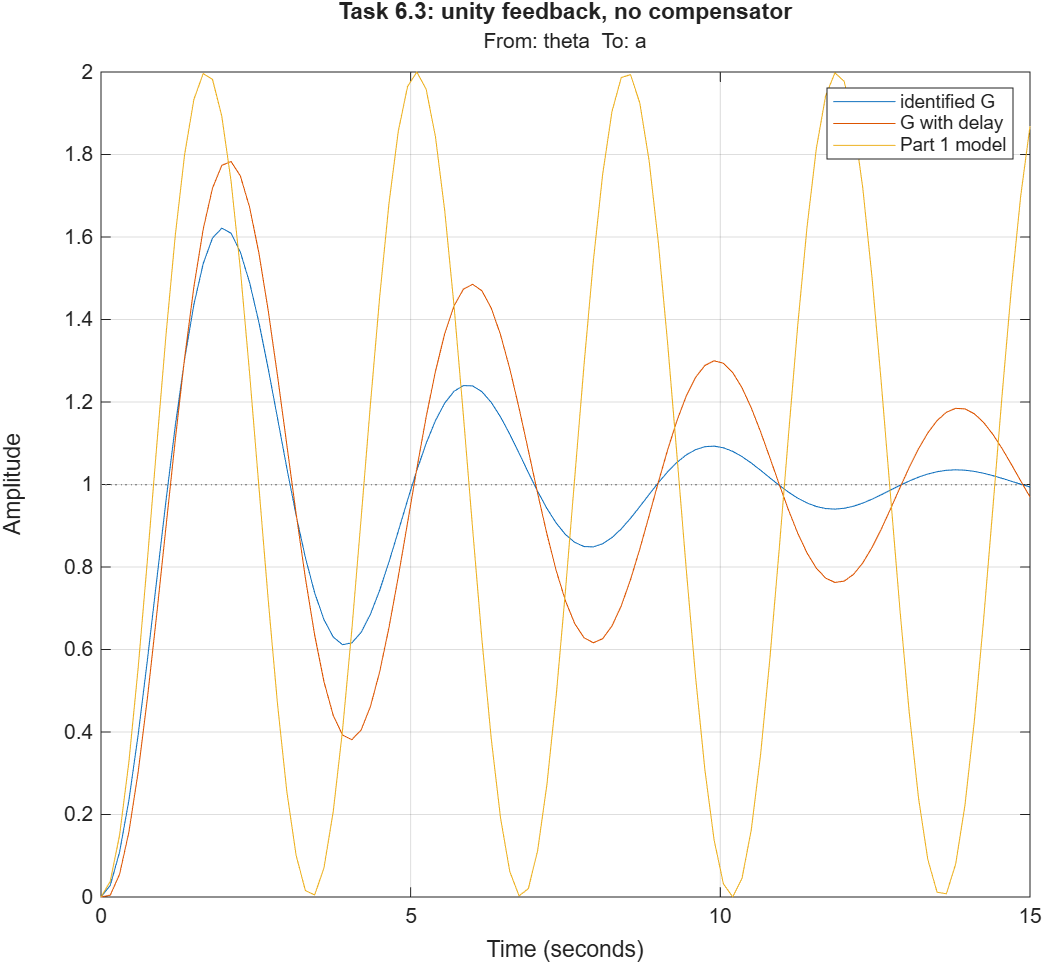 Task 6.3: unity feedback, no compensator
From: theta  To: a
identified G
G with delay
Part 1 model
2
1.8
1.6
1.4
1.2
1
0.8
0.6
0.4
0.2
0
Amplitude
0
5
10
15
Time (seconds)